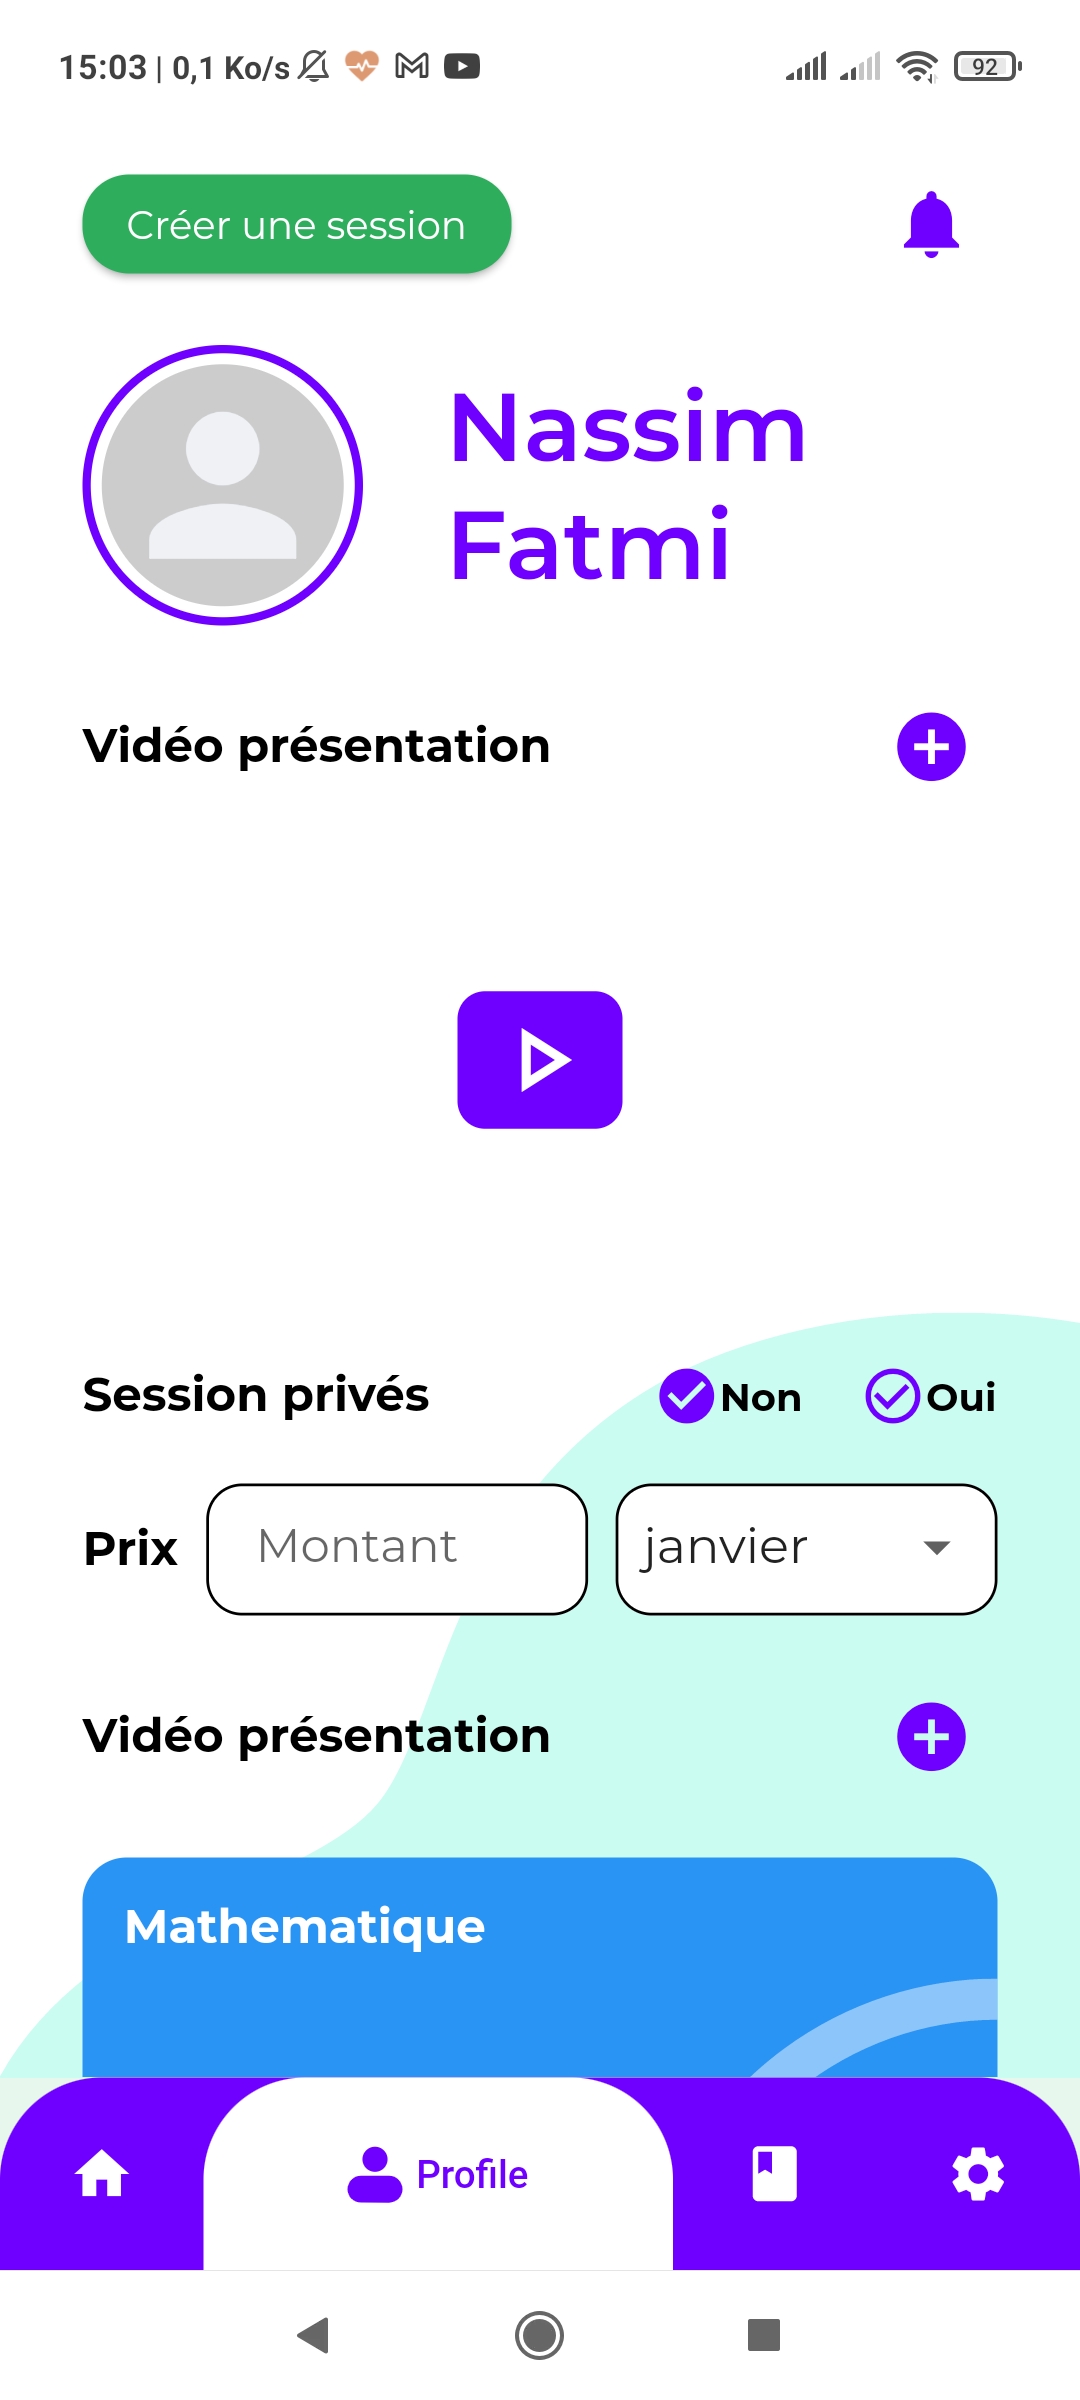 15:03 | 0,1 Ko/s 92
Créer une session
Nassim
Fatmi
Vidéo présentation
Session privés Non Oui
Prix Montant janvier
Vidéo présentation
Mathematique
Profile